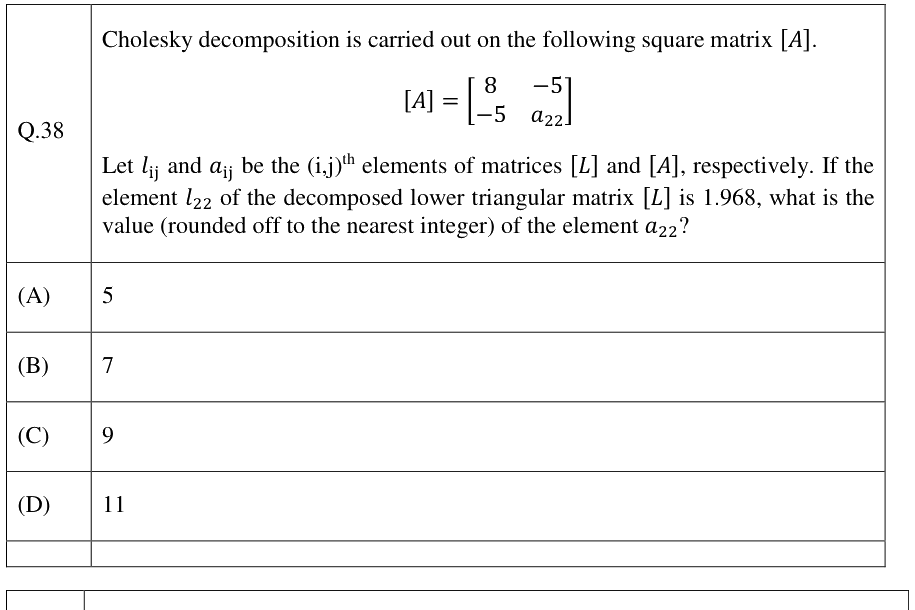 Cholesky decomposition is carried out on the following square matrix [A].
[A] = [ 8 −5
−5 a₂₂ ]
Q.38
Let lᵢⱼ and aᵢⱼ be the (i,j)ᵗʰ elements of matrices [L] and [A], respectively. If the
element l₂₂ of the decomposed lower triangular matrix [L] is 1.968, what is the
value (rounded off to the nearest integer) of the element a₂₂?
(A) 5
(B) 7
(C) 9
(D) 11